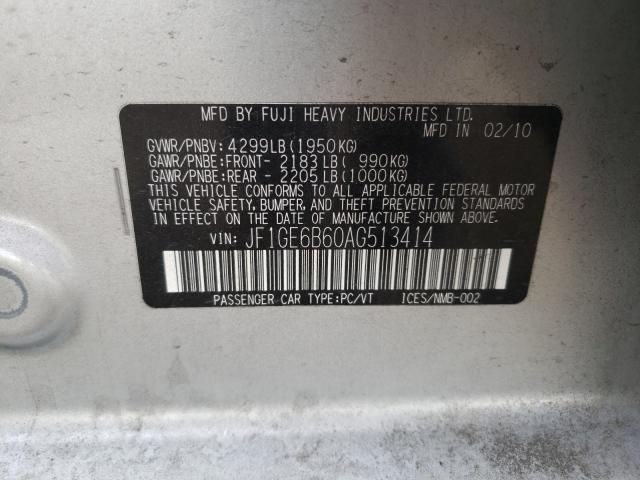 MFD BY FUJI HEAVY INDUSTRIES LTD.
MFD IN 02/10
GVWR/PNBV: 4299LB(1950KG)
GAWR/PNBE:FRONT- 2183LB( 990KG)
GAWR/PNBE:REAR - 2205LB(1000KG)
THIS VEHICLE CONFORMS TO ALL APPLICABLE FEDERAL MOTOR
VEHICLE SAFETY, BUMPER, AND THEFT PREVENTION STANDARDS
IN EFFECT ON THE DATE OF MANUFACTURE SHOWN ABOVE.
VIN: JF1GE6B60AG513414
PASSENGER CAR TYPE:PC/VT ICES/NMB-002